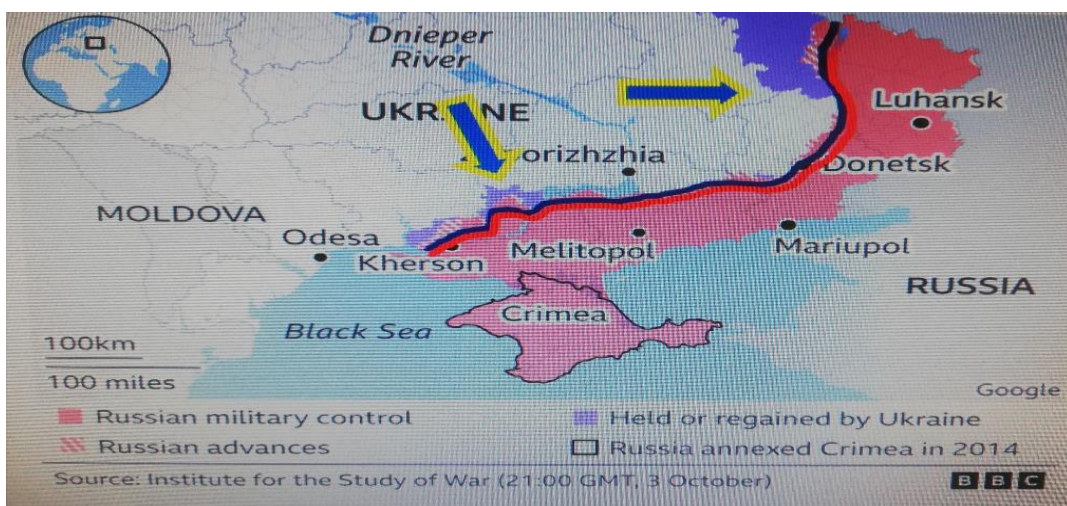 Dnieper
River
UKR NE
orizhzhia
Luhansk
Donetsk
MOLDOVA
Odesa
Kherson
Melitopol
Mariupol
RUSSIA
Crimea
Black Sea
100km
100 miles
Google
Russian military control
Held or regained by Ukraine
Russian advances
Russia annexed Crimea in 2014
Source: Institute for the Study of War (21:00 GMT, 3 October)
BBC